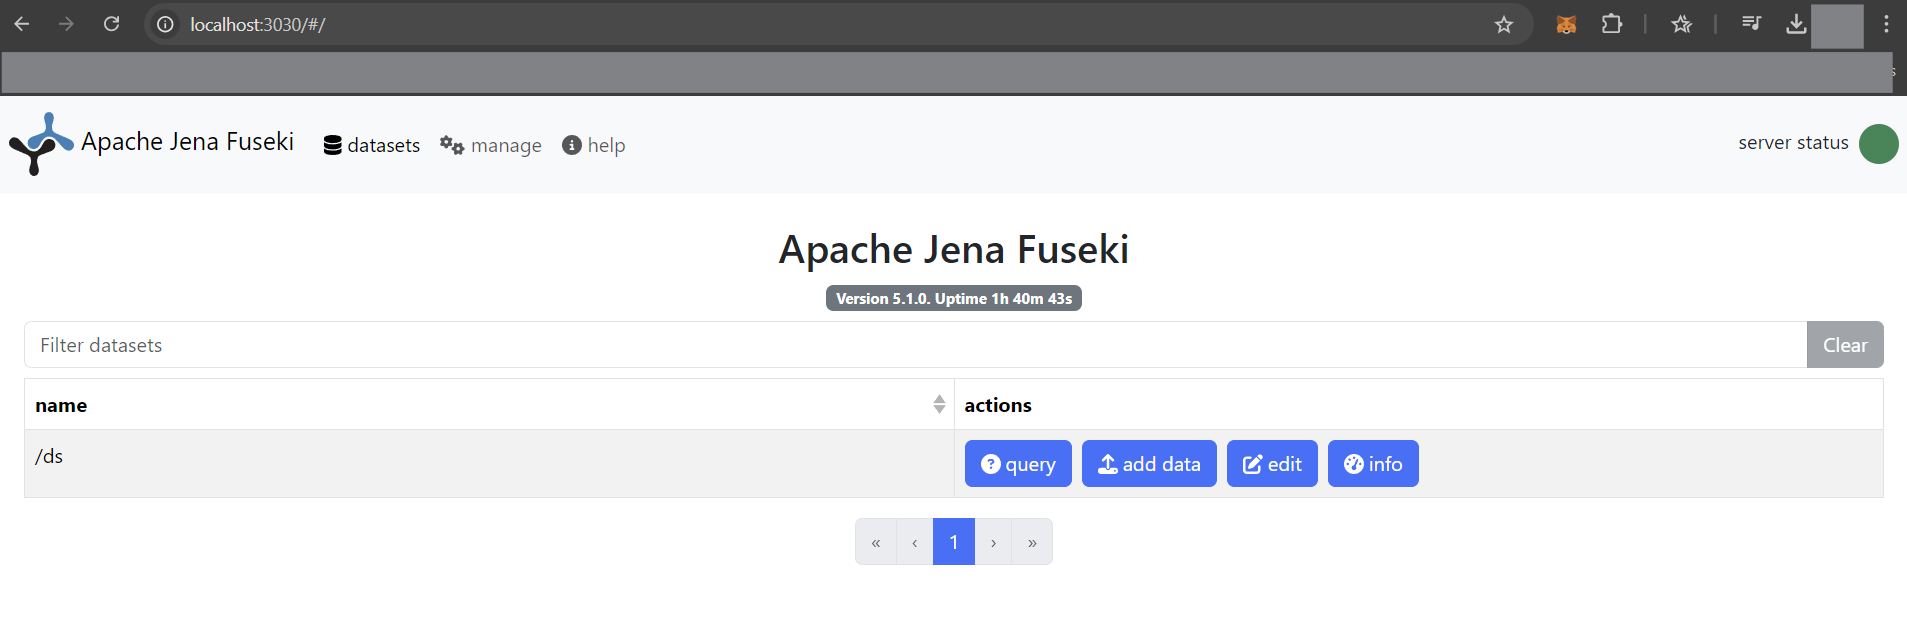 localhost:3030/#/
s
Apache Jena Fuseki datasets manage help server status
Apache Jena Fuseki
Version 5.1.0. Uptime 1h 40m 43s
Filter datasets Clear
name actions
/ds query add data edit info
« ‹ 1 › »